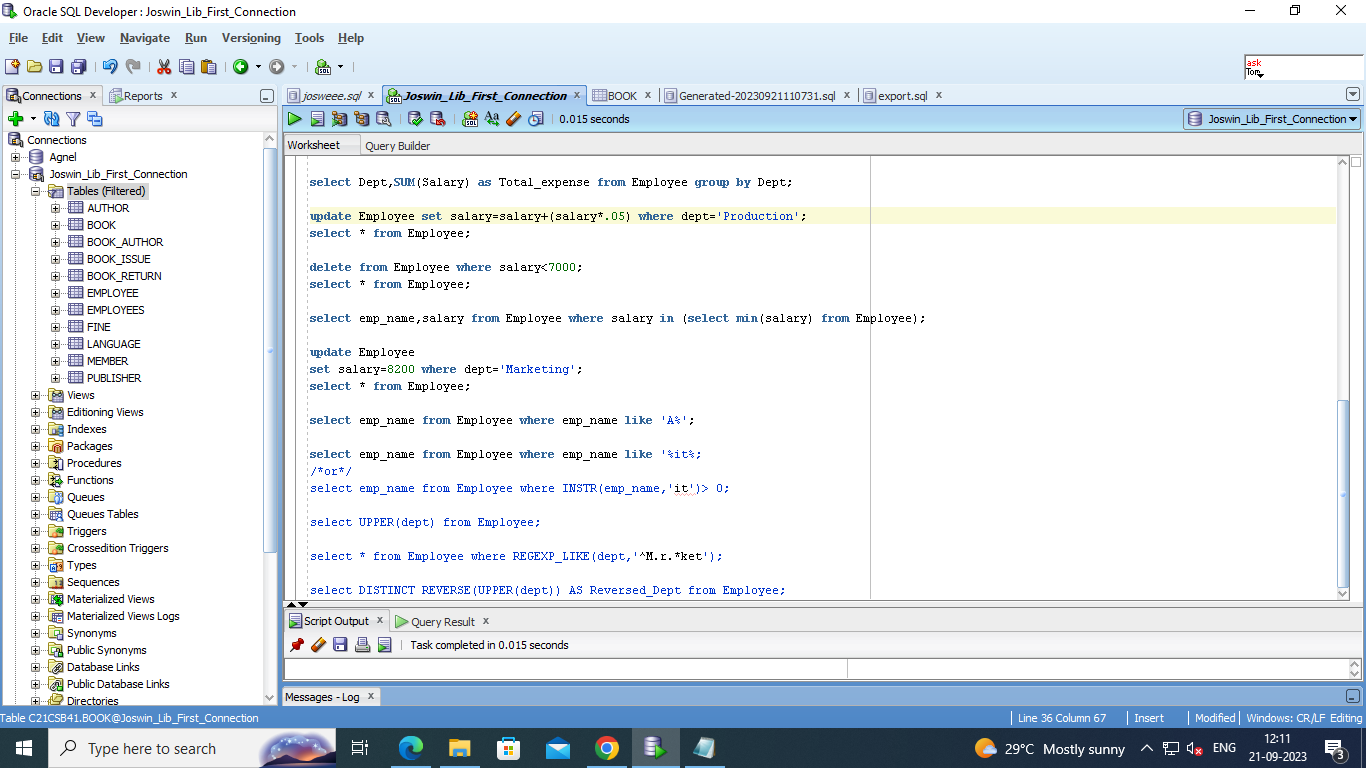 Oracle SQL Developer : Joswin_Lib_First_Connection
File Edit View Navigate Run Versioning Tools Help
ask
Tom
Connections
Reports
josweee.sql
Joswin_Lib_First_Connection
BOOK
Generated-20230921110731.sql
export.sql
0.015 seconds
Joswin_Lib_First_Connection
Worksheet
Query Builder
Connections
Agnel
Joswin_Lib_First_Connection
Tables (Filtered)
AUTHOR
BOOK
BOOK_AUTHOR
BOOK_ISSUE
BOOK_RETURN
EMPLOYEE
EMPLOYEES
FINE
LANGUAGE
MEMBER
PUBLISHER
Views
Editioning Views
Indexes
Packages
Procedures
Functions
Queues
Queues Tables
Triggers
Crossedition Triggers
Types
Sequences
Materialized Views
Materialized Views Logs
Synonyms
Public Synonyms
Database Links
Public Database Links
Directories
select Dept,SUM(Salary) as Total_expense from Employee group by Dept;
update Employee set salary=salary+(salary*.05) where dept='Production';
select * from Employee;
delete from Employee where salary<7000;
select * from Employee;
select emp_name,salary from Employee where salary in (select min(salary) from Employee);
update Employee
set salary=8200 where dept='Marketing';
select * from Employee;
select emp_name from Employee where emp_name like 'A%';
select emp_name from Employee where emp_name like '%it%;
/*or*/
select emp_name from Employee where INSTR(emp_name,'it')> 0;
select UPPER(dept) from Employee;
select * from Employee where REGEXP_LIKE(dept,'^M.r.*ket');
select DISTINCT REVERSE(UPPER(dept)) AS Reversed_Dept from Employee;
Script Output
Query Result
Task completed in 0.015 seconds
Messages - Log
Table C21CSB41.BOOK@Joswin_Lib_First_Connection
Line 36 Column 67
Insert
Modified
Windows: CR/LF Editing
Type here to search
29°C Mostly sunny
ENG
12:11
21-09-2023
3